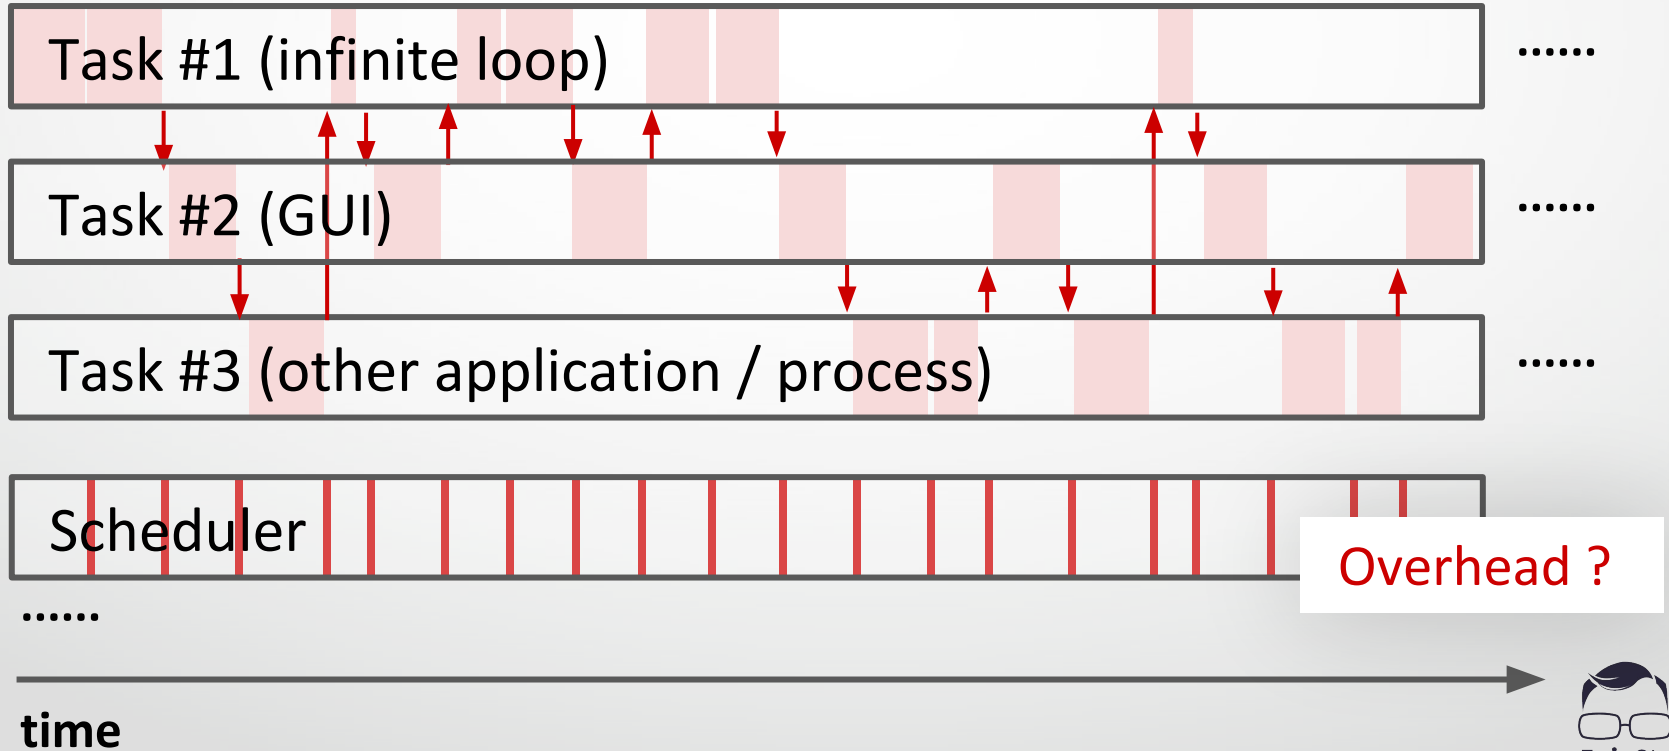 Task #1 (infinite loop)
......
Task #2 (GUI)
......
Task #3 (other application / process)
......
Scheduler
Overhead ?
......
time